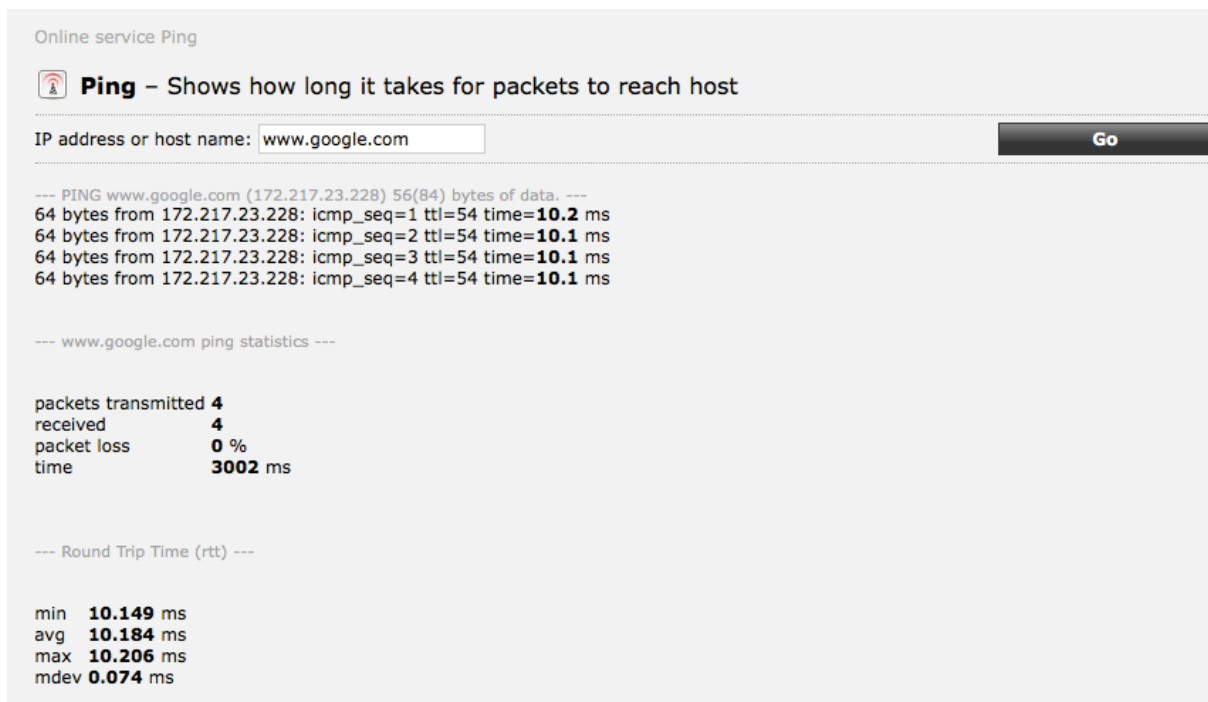 Online service Ping
Ping – Shows how long it takes for packets to reach host
IP address or host name: www.google.com
Go
--- PING www.google.com (172.217.23.228) 56(84) bytes of data. ---
64 bytes from 172.217.23.228: icmp_seq=1 ttl=54 time=10.2 ms
64 bytes from 172.217.23.228: icmp_seq=2 ttl=54 time=10.1 ms
64 bytes from 172.217.23.228: icmp_seq=3 ttl=54 time=10.1 ms
64 bytes from 172.217.23.228: icmp_seq=4 ttl=54 time=10.1 ms
--- www.google.com ping statistics ---
packets transmitted 4
received 4
packet loss 0 %
time 3002 ms
--- Round Trip Time (rtt) ---
min 10.149 ms
avg 10.184 ms
max 10.206 ms
mdev 0.074 ms